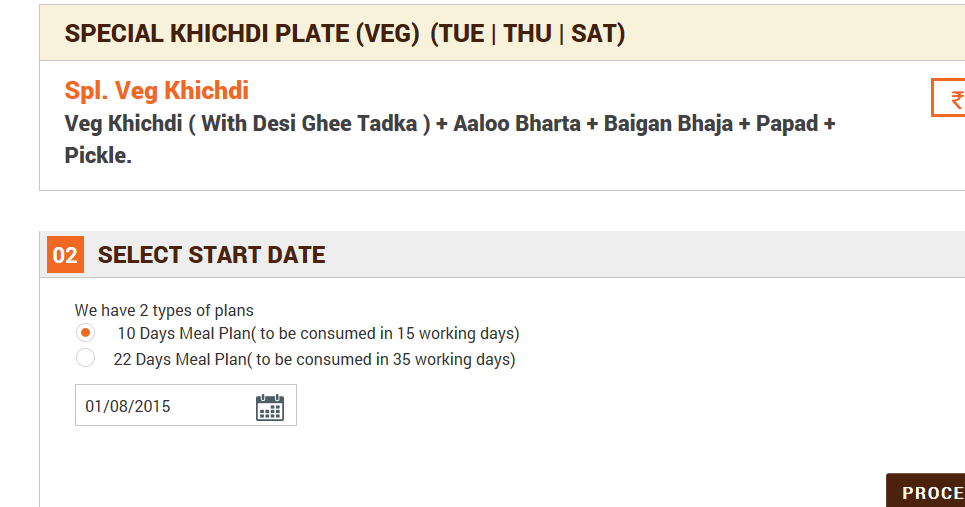 SPECIAL KHICHDI PLATE (VEG) (TUE | THU | SAT)
Spl. Veg Khichdi
₹
Veg Khichdi ( With Desi Ghee Tadka ) + Aaloo Bharta + Baigan Bhaja + Papad +
Pickle.
02 SELECT START DATE
We have 2 types of plans
10 Days Meal Plan( to be consumed in 15 working days)
22 Days Meal Plan( to be consumed in 35 working days)
01/08/2015
PROCE